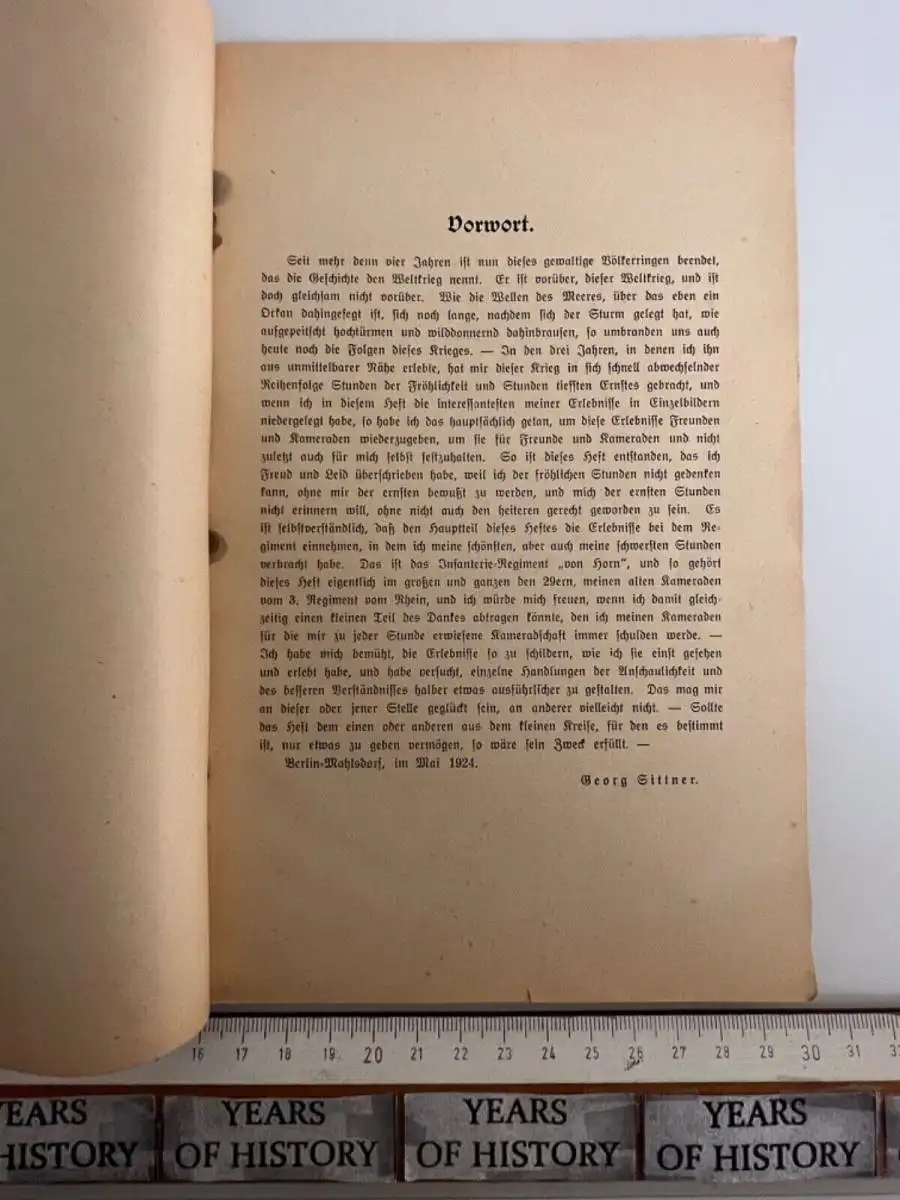 Vorwort.
Seit mehr denn vier Jahren ist nun dieses gewaltige Völkerringen beendet,
das die Geschichte den Weltkrieg nennt. Er ist vorüber, dieser Weltkrieg, und ist
doch gleichsam nicht vorüber. Wie die Wellen des Meeres, über das eben ein
Orkan dahingefegt ist, sich noch lange, nachdem sich der Sturm gelegt hat, wie
aufgepeitscht hochtürmen und wilddonnernd dahinbrausen, so umbranden uns auch
heute noch die Folgen dieses Krieges. — In den drei Jahren, in denen ich ihn
aus unmittelbarer Nähe erlebte, hat mir dieser Krieg in sich schnell abwechselnder
Reihenfolge Stunden der Fröhlichkeit und Stunden tiefsten Ernstes gebracht, und
wenn ich in diesem Heft die interessantesten meiner Erlebnisse in Einzelbildern
niedergelegt habe, so habe ich das hauptsächlich getan, um diese Erlebnisse Freunden
und Kameraden wiederzugeben, um sie für Freunde und Kameraden und nicht
zuletzt auch für mich selbst festzuhalten. So ist dieses Heft entstanden, das ich
Freud und Leid überschrieben habe, weil ich der fröhlichen Stunden nicht gedenken
kann, ohne mir der ernsten bewußt zu werden, und mich der ernsten Stunden
nicht erinnern will, ohne nicht auch den heiteren gerecht geworden zu sein. Es
ist selbstverständlich, daß den Hauptteil dieses Heftes die Erlebnisse bei dem Re-
giment einnehmen, in dem ich meine schönsten, aber auch meine schwersten Stunden
verbracht habe. Das ist das Infanterie-Regiment „von Horn“, und so gehört
dieses Heft eigentlich im großen und ganzen den 29ern, meinen alten Kameraden
vom 3. Regiment vom Rhein, und ich würde mich freuen, wenn ich damit gleich-
zeitig einen kleinen Teil des Dankes abtragen könnte, den ich meinen Kameraden
für die mir zu jeder Stunde erwiesene Kameradschaft immer schulden werde. —
Ich habe mich bemüht, die Erlebnisse so zu schildern, wie ich sie einst gesehen
und erlebt habe, und habe versucht, einzelne Handlungen der Anschaulichkeit und
des besseren Verständnisses halber etwas ausführlicher zu gestalten. Das mag mir
an dieser oder jener Stelle geglückt sein, an anderer vielleicht nicht. — Sollte
das Heft dem einen oder anderen aus dem kleinen Kreise, für den es bestimmt
ist, nur etwas zu geben vermögen, so wäre sein Zweck erfüllt. —
Berlin-Mahlsdorf, im Mai 1924.
Georg Sittner.
16 17 18 19 20 21 22 23 24 25 26 27 28 29 30 31
YEARS YEARS YEARS YEARS
OF HISTORY OF HISTORY OF HISTORY OF HISTORY